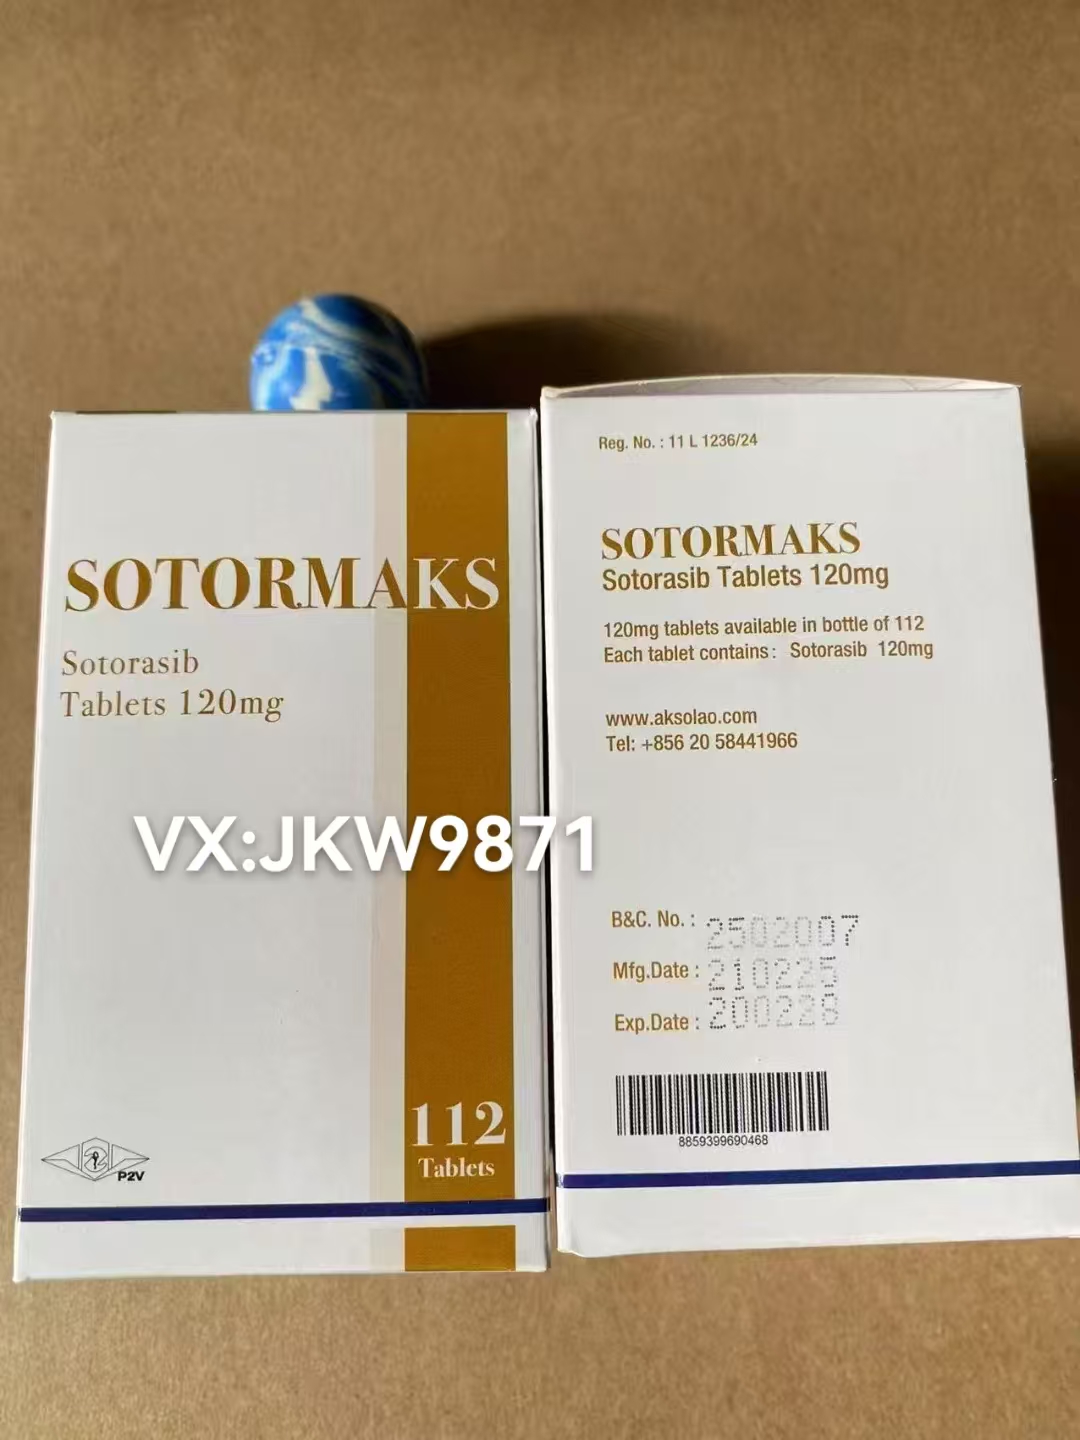 SOTORMAKS
Sotorasib
Tablets 120mg
VX:JKW9871
112
Tablets
P2V
Reg. No. : 11 L 1236/24
SOTORMAKS
Sotorasib Tablets 120mg
120mg tablets available in bottle of 112
Each tablet contains: Sotorasib 120mg
www.aksolao.com
Tel: +856 20 58441966
B&C. No. : 2502007
Mfg.Date : 210225
Exp.Date : 200228
8859399690468